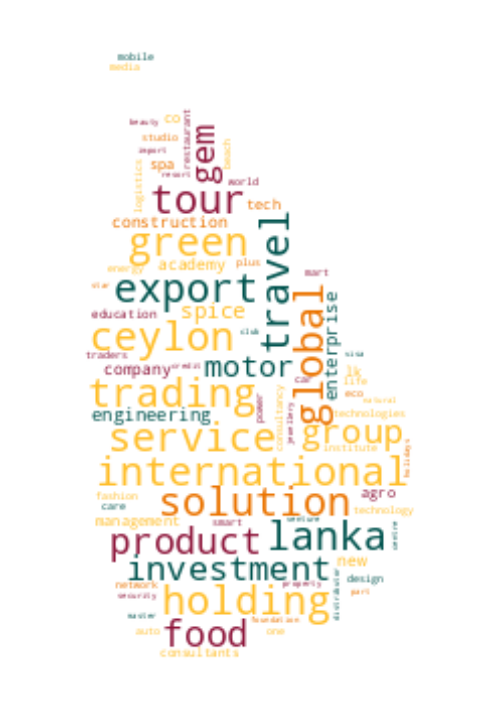 mobile
media
beauty
co
restaurant
gem
studio
import
beach
spa
resort
logistics
world
tour
tech
construction
travel
green
academy
plus
energy
mart
star
export
global
enterprise
spice
education
ceylon
club
traders
motor
visa
company
credit
lk
car
life
trading
eco
natural
power
consultancy
jewellery
engineering
technologies
service
group
institute
holidays
international
solution
agro
fashion
care
technology
management
smart
venture
centre
product
lanka
investment
new
design
network
property
distributor
security
part
holding
master
foundation
auto
food
one
consultants